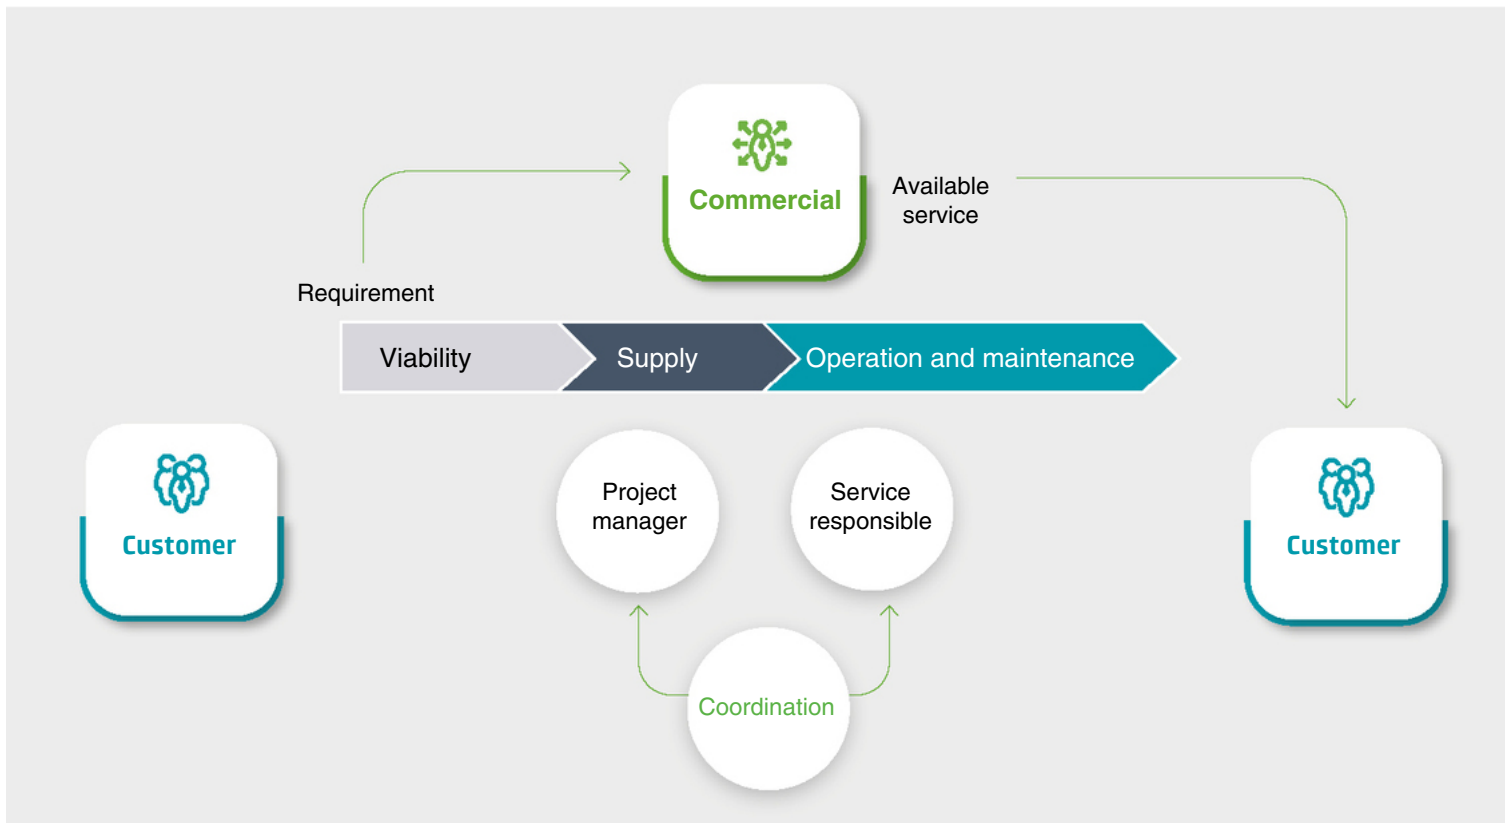 Commercial
Available
service
Requirement
Viability
Supply
Operation and maintenance
Customer
Project
manager
Service
responsible
Customer
Coordination